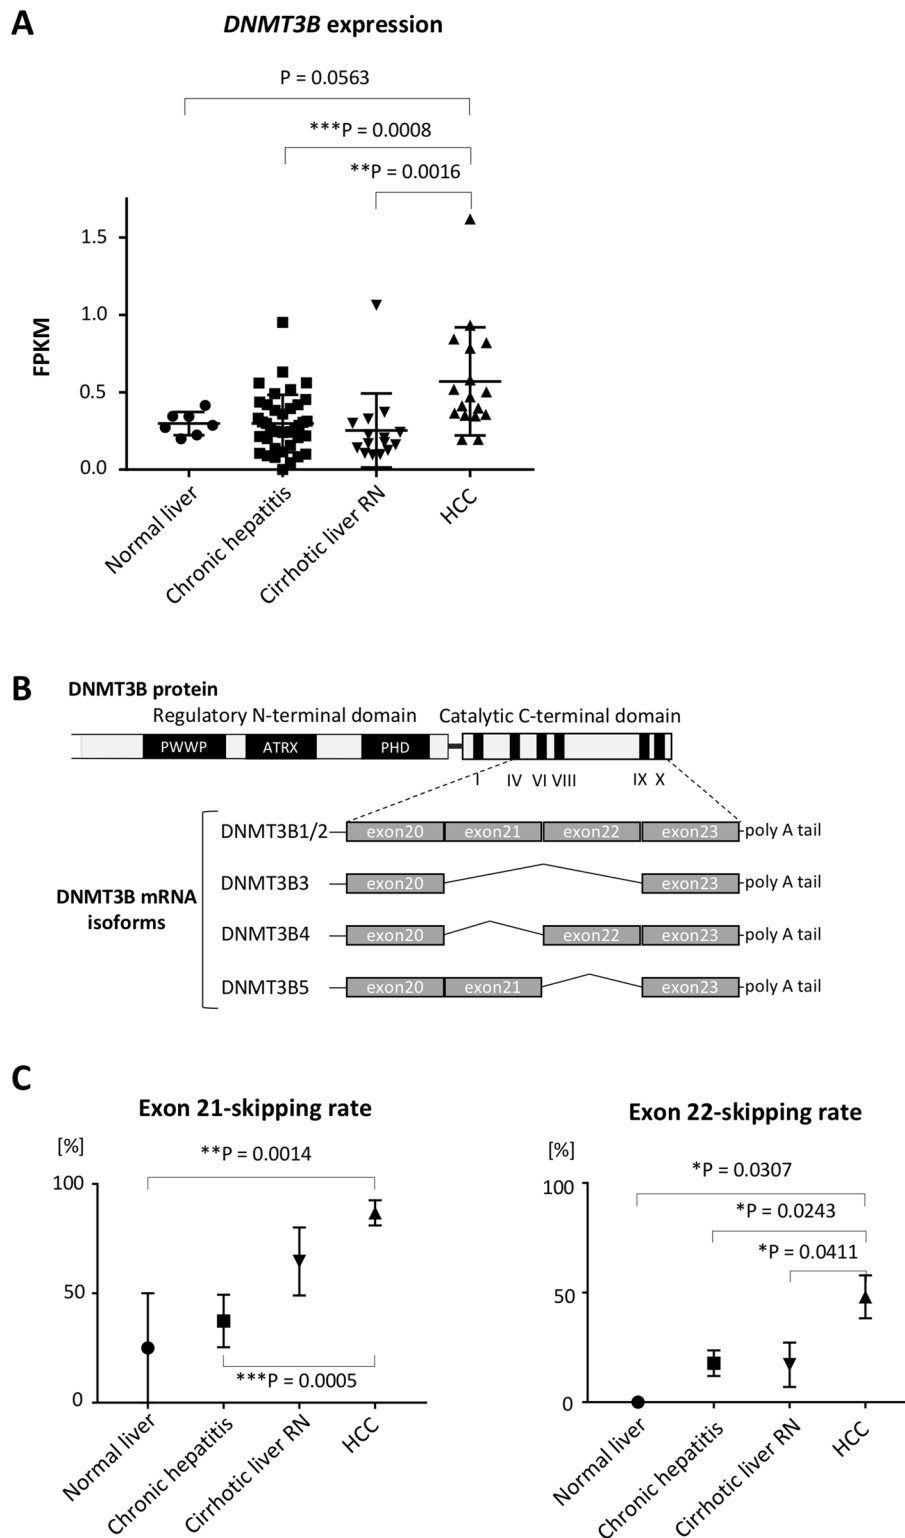 A
DNMT3B expression
P = 0.0563
***P = 0.0008
**P = 0.0016
FPKM
1.5
1.0
0.5
0.0
Normal liver
Chronic hepatitis
Cirrhotic liver RN
HCC
B
DNMT3B protein
Regulatory N-terminal domain
Catalytic C-terminal domain
PWWP
ATRX
PHD
I
IV
VI
VIII
IX
X
DNMT3B mRNA
isoforms
DNMT3B1/2
exon20
exon21
exon22
exon23
poly A tail
DNMT3B3
exon20
exon23
poly A tail
DNMT3B4
exon20
exon22
exon23
poly A tail
DNMT3B5
exon20
exon21
exon23
poly A tail
C
Exon 21-skipping rate
[%]
**P = 0.0014
100
50
0
***P = 0.0005
Normal liver
Chronic hepatitis
Cirrhotic liver RN
HCC
Exon 22-skipping rate
[%]
*P = 0.0307
*P = 0.0243
*P = 0.0411
100
50
0
Normal liver
Chronic hepatitis
Cirrhotic liver RN
HCC